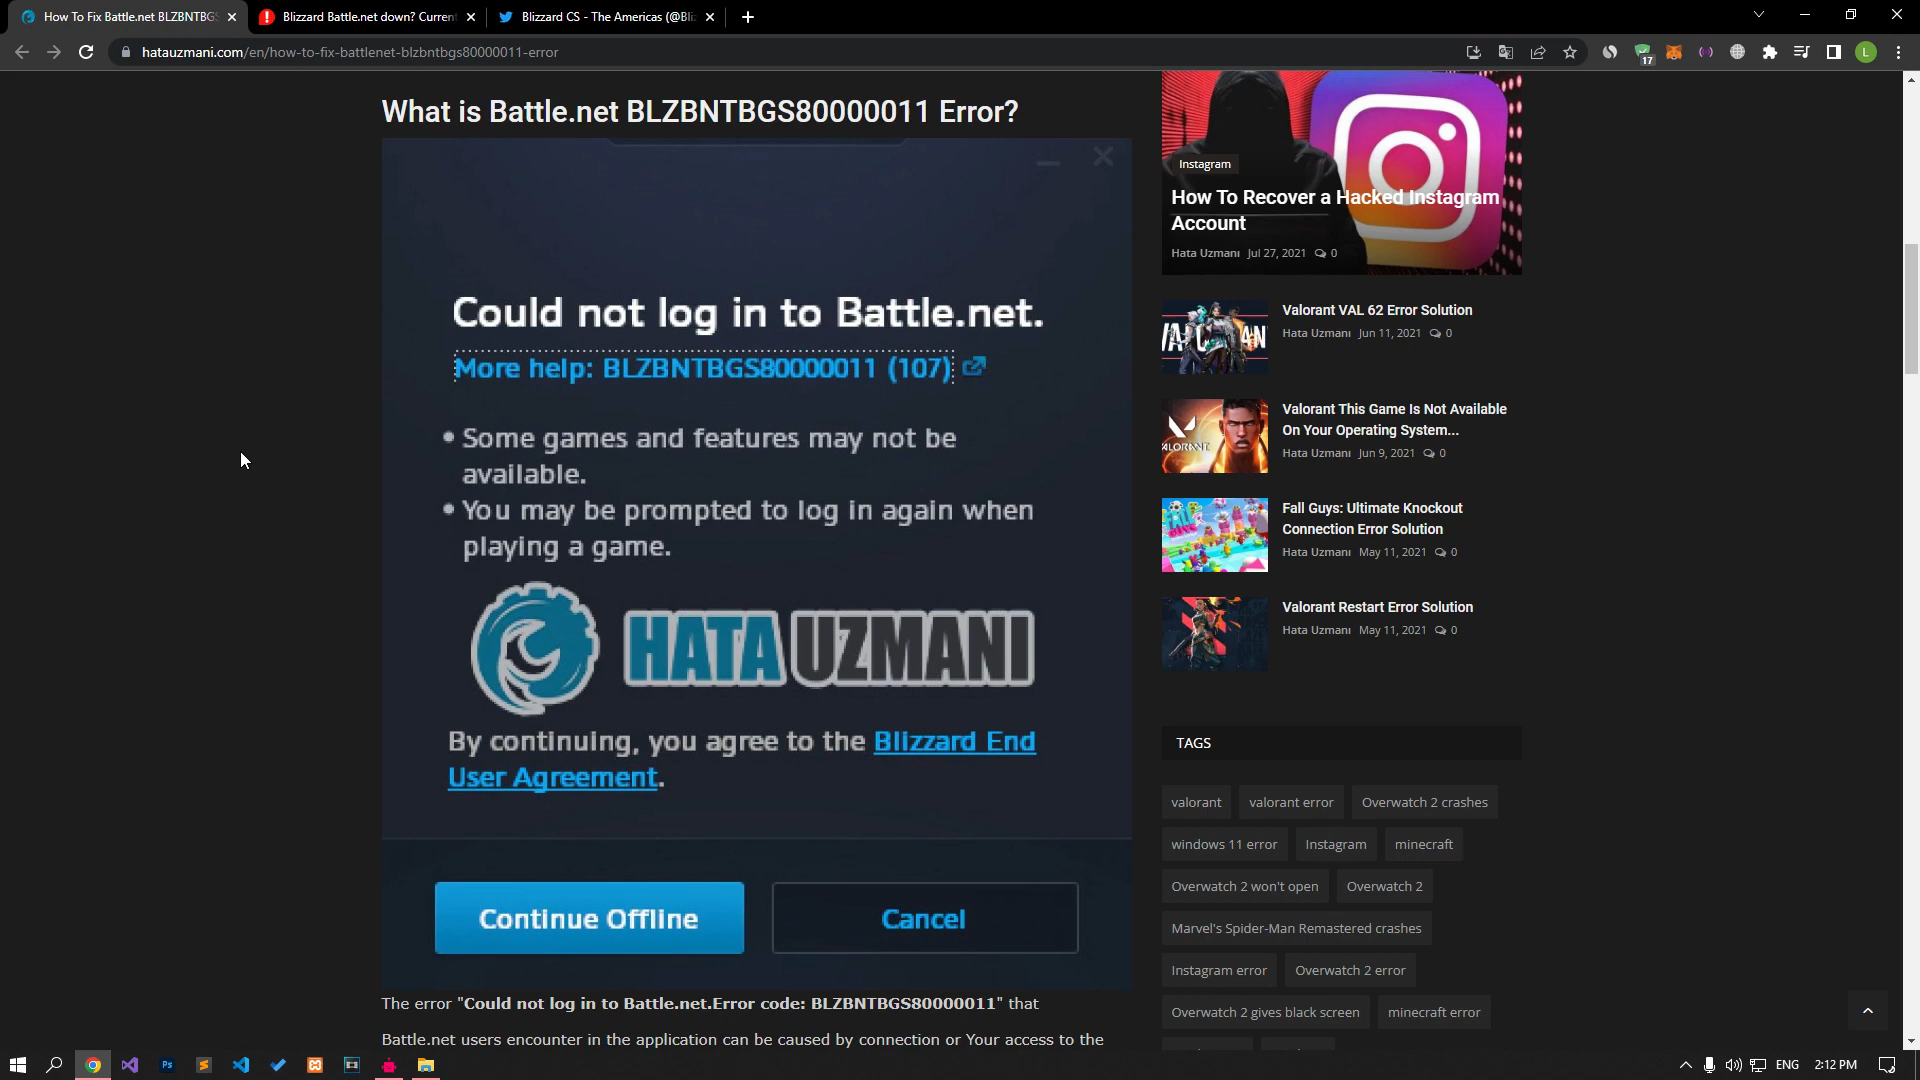 How To Fix Battle.net BLZBNTBGS
Blizzard Battle.net down? Current
Blizzard CS - The Americas (@Bli
hatauzmani.com/en/how-to-fix-battlenet-blzbntbgs80000011-error
17
L
What is Battle.net BLZBNTBGS80000011 Error?
Could not log in to Battle.net.
More help: BLZBNTBGS80000011 (107)
• Some games and features may not be
available.
• You may be prompted to log in again when
playing a game.
HATA UZMANI
By continuing, you agree to the Blizzard End
User Agreement.
Continue Offline
Cancel
The error "Could not log in to Battle.net.Error code: BLZBNTBGS80000011" that
Battle.net users encounter in the application can be caused by connection or Your access to the
Instagram
How To Recover a Hacked Instagram
Account
Hata Uzmanı Jul 27, 2021 0
Valorant VAL 62 Error Solution
Hata Uzmanı Jun 11, 2021 0
Valorant This Game Is Not Available
On Your Operating System...
Hata Uzmanı Jun 9, 2021 0
Fall Guys: Ultimate Knockout
Connection Error Solution
Hata Uzmanı May 11, 2021 0
Valorant Restart Error Solution
Hata Uzmanı May 11, 2021 0
TAGS
valorant
valorant error
Overwatch 2 crashes
windows 11 error
Instagram
minecraft
Overwatch 2 won't open
Overwatch 2
Marvel's Spider-Man Remastered crashes
Instagram error
Overwatch 2 error
Overwatch 2 gives black screen
minecraft error
Ps
ENG
2:12 PM